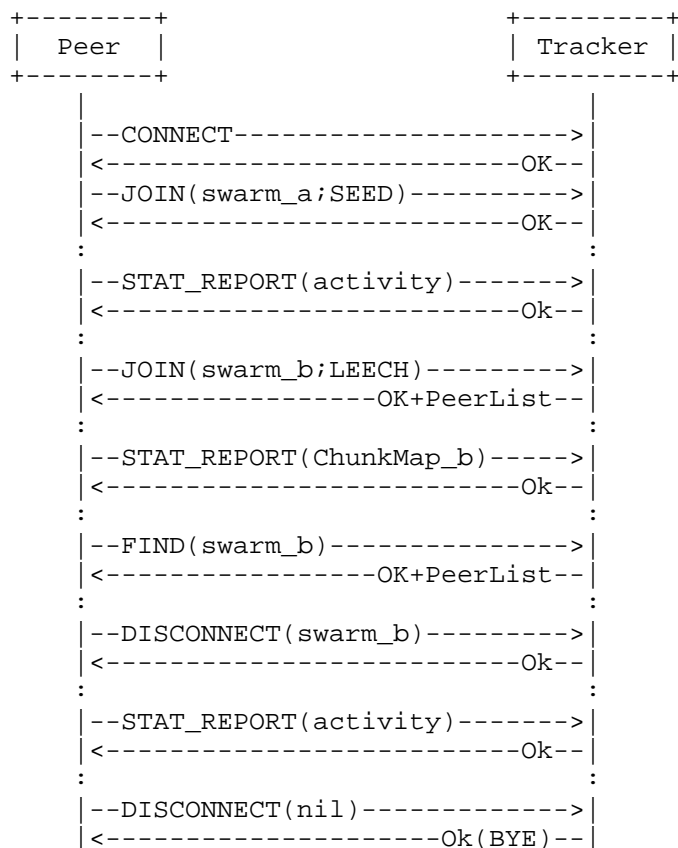 +--------+                     +---------+
|  Peer  |                     | Tracker |
+--------+                     +---------+
    |                               |
    |--CONNECT--------------------->|
    |<--------------------------OK--|
    |--JOIN(swarm_a;SEED)---------->|
    |<--------------------------OK--|
    :                               :
    |--STAT_REPORT(activity)------->|
    |<--------------------------Ok--|
    :                               :
    |--JOIN(swarm_b;LEECH)--------->|
    |<-----------------OK+PeerList--|
    :                               :
    |--STAT_REPORT(ChunkMap_b)----->|
    |<--------------------------Ok--|
    :                               :
    |--FIND(swarm_b)--------------->|
    |<-----------------OK+PeerList--|
    :                               :
    |--DISCONNECT(swarm_b)--------->|
    |<--------------------------Ok--|
    :                               :
    |--STAT_REPORT(activity)------->|
    |<--------------------------Ok--|
    :                               :
    |--DISCONNECT(nil)------------->|
    |<---------------------Ok(BYE)--|